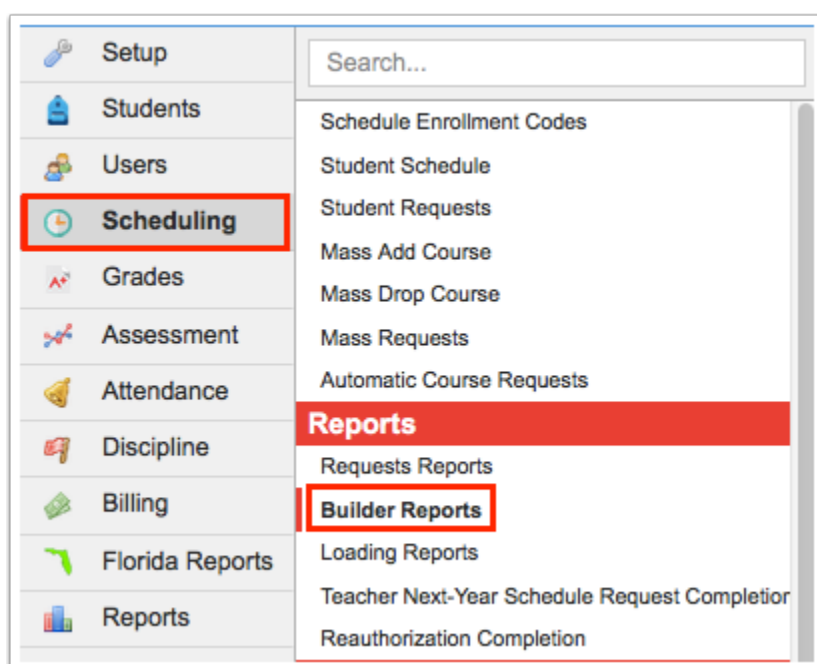 Setup
Students
Users
Scheduling
Grades
Assessment
Attendance
Discipline
Billing
Florida Reports
Reports
Search...
Schedule Enrollment Codes
Student Schedule
Student Requests
Mass Add Course
Mass Drop Course
Mass Requests
Automatic Course Requests
Reports
Requests Reports
Builder Reports
Loading Reports
Teacher Next-Year Schedule Request Completion
Reauthorization Completion